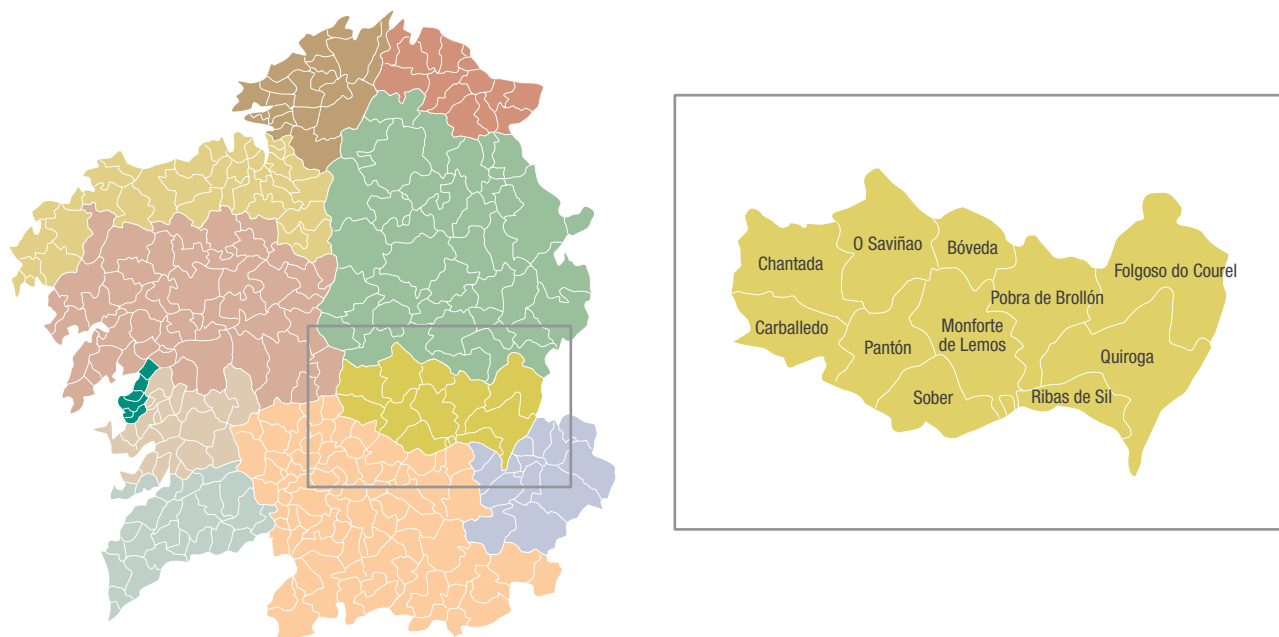 O Saviñao
Bóveda
Chantada
Folgoso do Courel
Pobra de Brollón
Carballedo
Monforte
de Lemos
Pantón
Quiroga
Sober
Ribas de Sil